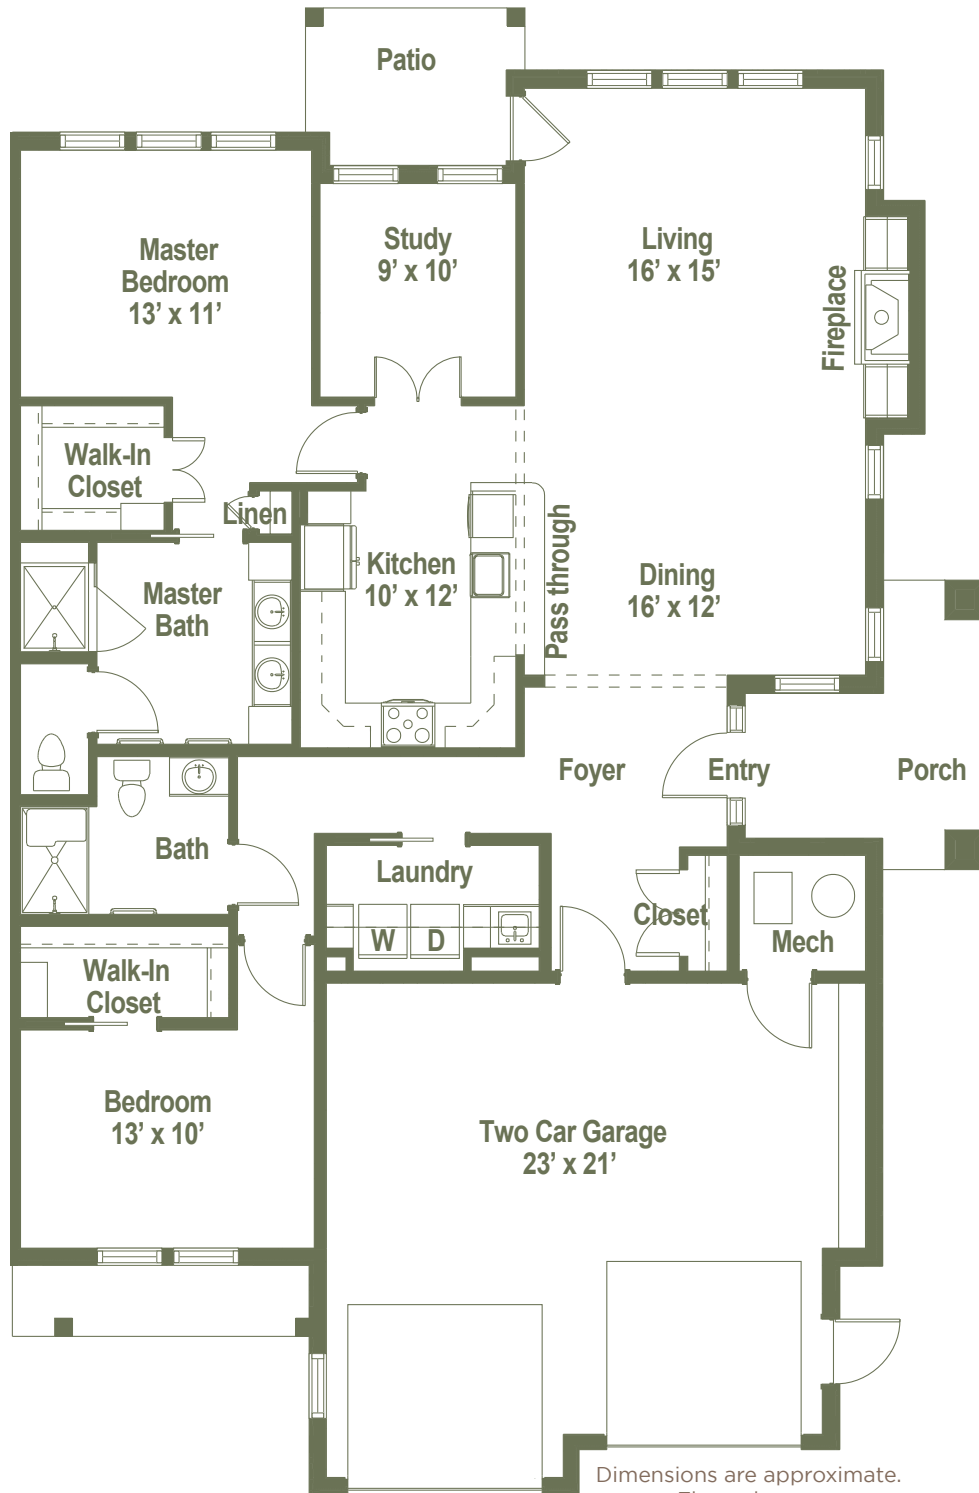 Patio
Master
Bedroom
13’ x 11’
Study
9’ x 10’
Living
16’ x 15’
Fireplace
Walk-In
Closet
Linen
Kitchen
10’ x 12’
Pass through
Dining
16’ x 12’
Master
Bath
Foyer
Entry
Porch
Bath
Laundry
W
D
Closet
Mech
Walk-In
Closet
Bedroom
13’ x 10’
Two Car Garage
23’ x 21’
Dimensions are approximate.